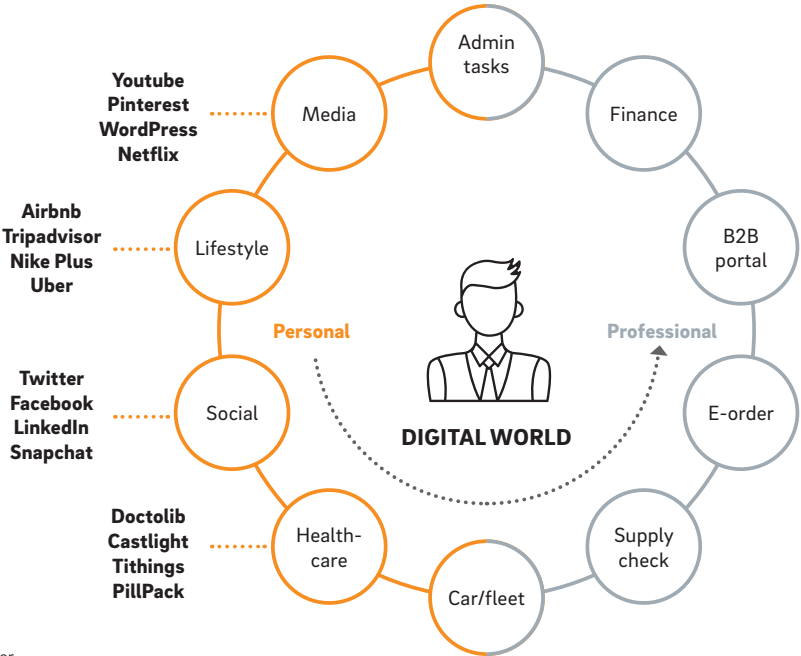 Admin
tasks
Youtube
Pinterest
WordPress
Netflix
Media
Finance
Airbnb
Tripadvisor
Nike Plus
Uber
Lifestyle
B2B
portal
Personal
Professional
Twitter
Facebook
LinkedIn
Snapchat
Social
E-order
DIGITAL WORLD
Doctolib
Castlight
Tithings
PillPack
Health-
care
Supply
check
Car/fleet